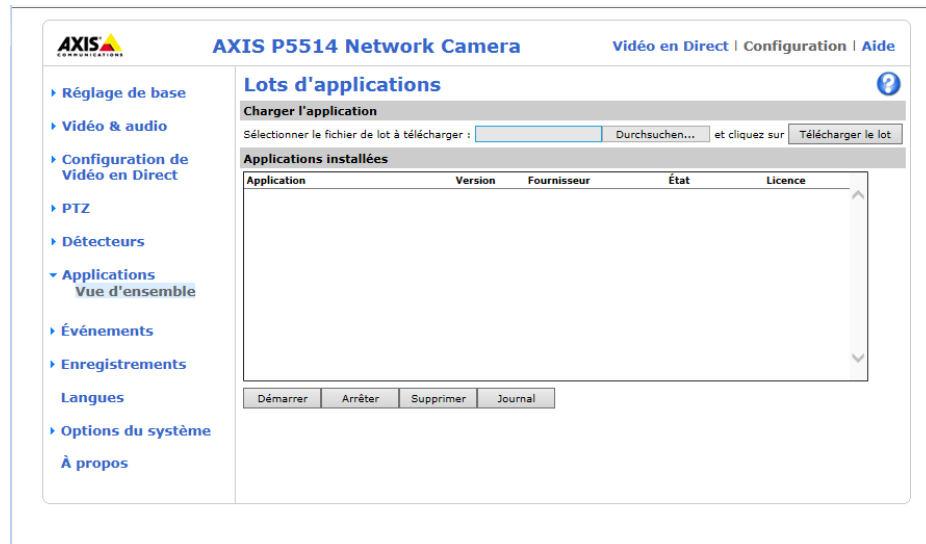 AXIS
COMMUNICATIONS
AXIS P5514 Network Camera
Vidéo en Direct | Configuration | Aide
Réglage de base
Vidéo & audio
Configuration de
Vidéo en Direct
PTZ
Détecteurs
Applications
Vue d'ensemble
Événements
Enregistrements
Langues
Options du système
À propos
Lots d'applications
?
Charger l'application
Sélectionner le fichier de lot à télécharger : Durchsuchen... et cliquez sur Télécharger le lot
Applications installées
Application Version Fournisseur État Licence
Démarrer Arrêter Supprimer Journal